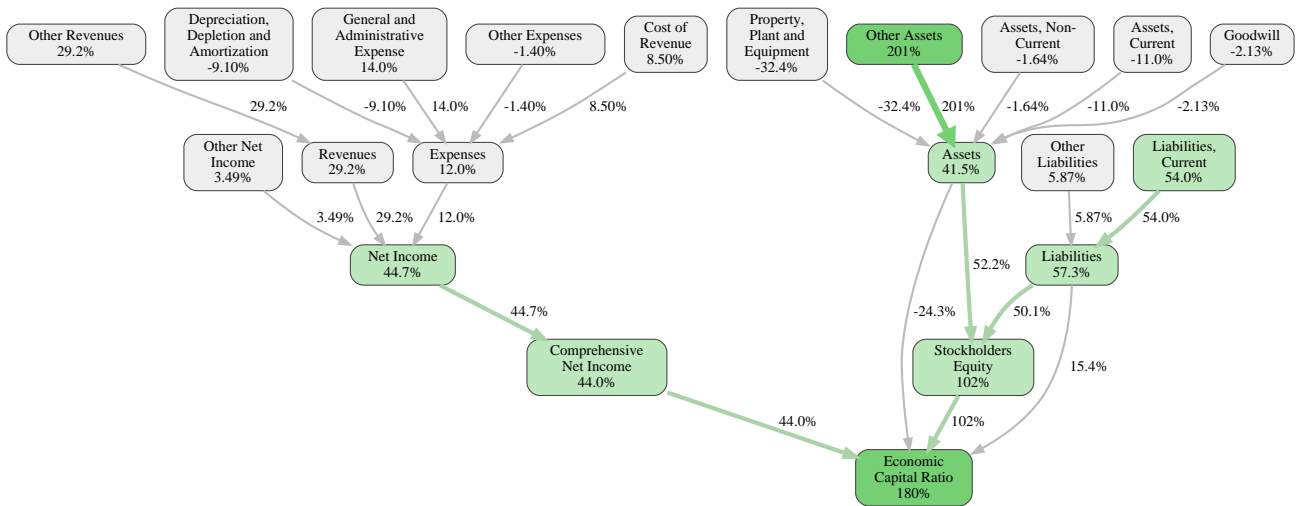 Other Revenues
29.2%
Depreciation,
Depletion and
Amortization
-9.10%
General and
Administrative
Expense
14.0%
Other Expenses
-1.40%
Cost of
Revenue
8.50%
Property,
Plant and
Equipment
-32.4%
Other Assets
201%
Assets, Non-
Current
-1.64%
Assets,
Current
-11.0%
Goodwill
-2.13%
29.2%
-9.10%
14.0%
-1.40%
8.50%
-32.4%
201%
-1.64%
-11.0%
-2.13%
Other Net
Income
3.49%
Revenues
29.2%
Expenses
12.0%
Assets
41.5%
Other
Liabilities
5.87%
Liabilities,
Current
54.0%
3.49%
29.2%
12.0%
5.87%
54.0%
Net Income
44.7%
52.2%
Liabilities
57.3%
44.7%
-24.3%
50.1%
Comprehensive
Net Income
44.0%
Stockholders
Equity
102%
15.4%
44.0%
102%
Economic
Capital Ratio
180%